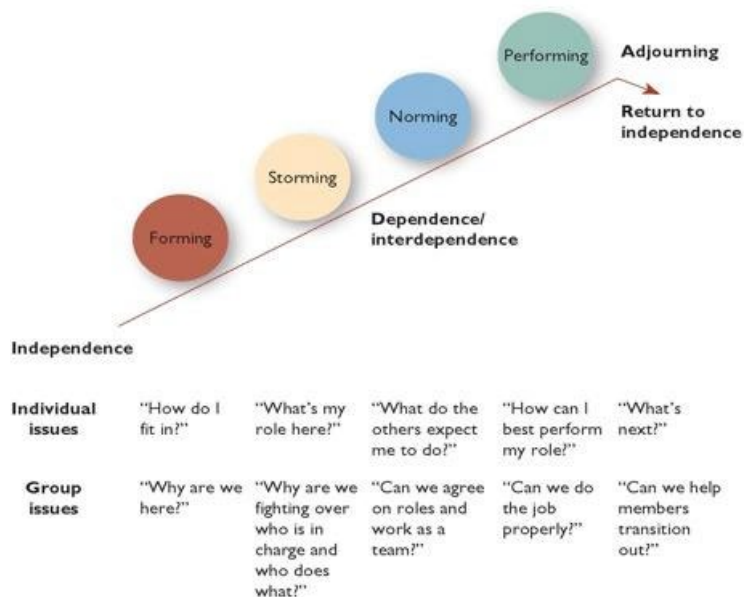 Performing
Adjourning
Norming
Return to
independence
Storming
Dependence/
interdependence
Forming
Independence
Individual
issues
“How do I
fit in?”
“What’s my
role here?”
“What do the
others expect
me to do?”
“How can I
best perform
my role?”
“What’s
next?”
Group
issues
“Why are we
here?”
“Why are we
fighting over
who is in
charge and
who does
what?”
“Can we agree
on roles and
work as a
team?”
“Can we do
the job
properly?”
“Can we help
members
transition
out?”